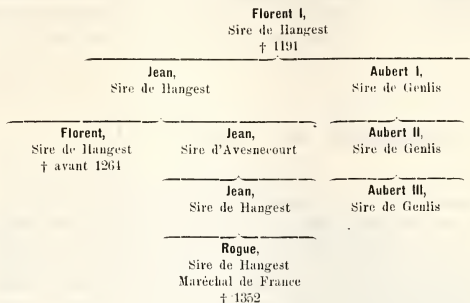 Florent I,
Sire de Hangest
† 1191
Jean,
Sire de Hangest
Aubert I,
Sire de Genlis
Florent,
Sire de Hangest
† avant 1264
Jean,
Sire d'Avesnecourt
Aubert II,
Sire de Genlis
Jean,
Sire de Hangest
Aubert III,
Sire de Genlis
Rogue,
Sire de Hangest
Maréchal de France
† 1352